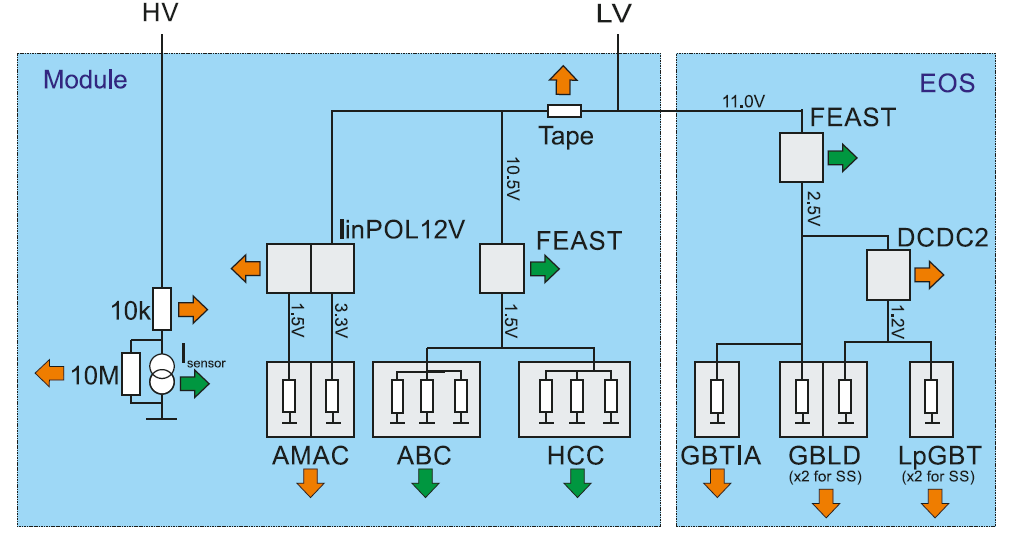 HV
LV
Module
EOS
11.0V
FEAST
Tape
10.5V
2.5V
linPOL12V
FEAST
DCDC2
10k
1.5V
3.3V
1.5V
1.2V
Isensor
10M
AMAC
ABC
HCC
GBTIA
GBLD
(x2 for SS)
LpGBT
(x2 for SS)